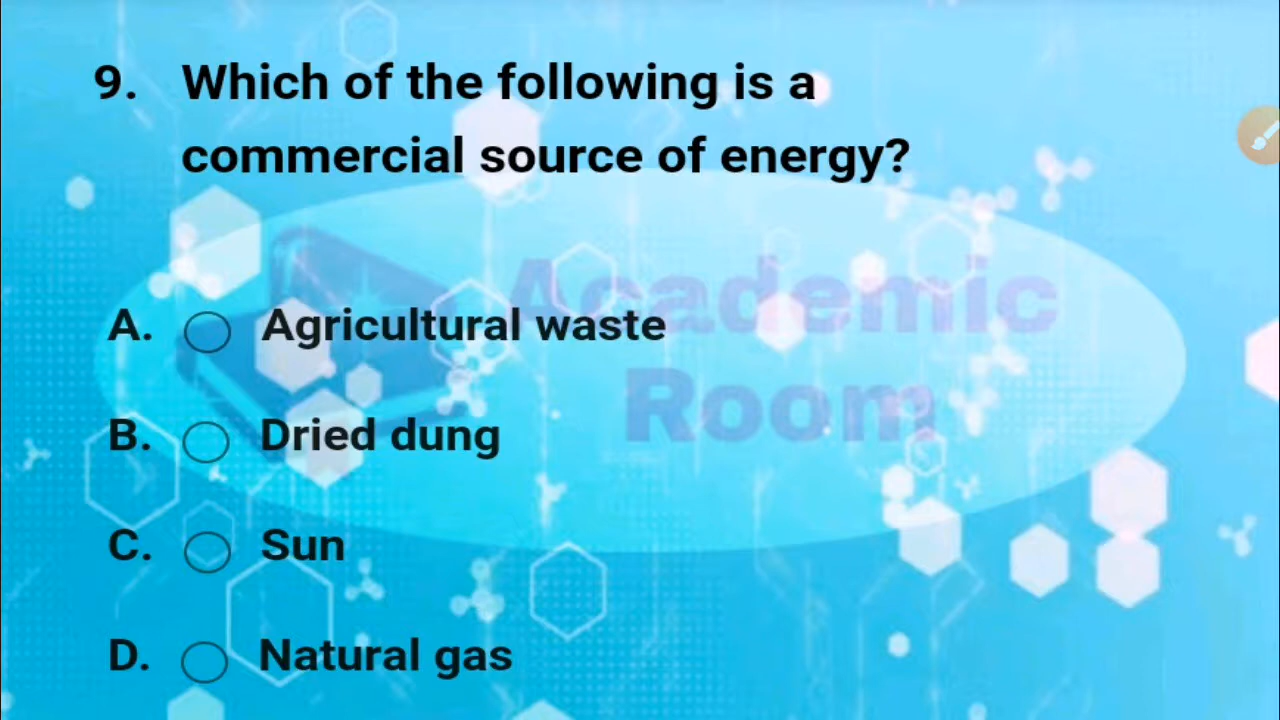 9. Which of the following is a
commercial source of energy?
Academic
Room
A. Agricultural waste
B. Dried dung
C. Sun
D. Natural gas